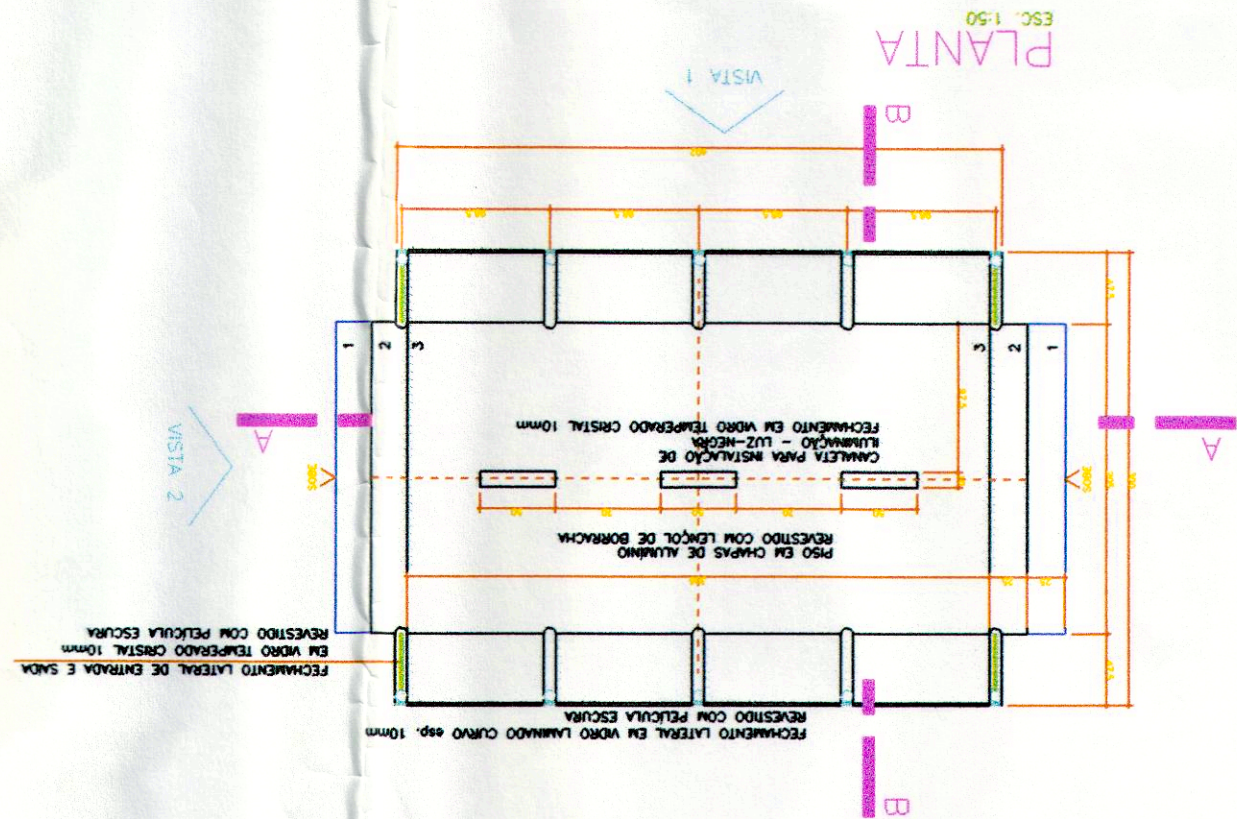 FECHAMENTO LATERAL EM VIDRO LAMINADO CURVO esp. 10mm
REVESTIDO COM PELÍCULA ESCURA
FECHAMENTO LATERAL DE ENTRADA E SAÍDA
EM VIDRO TEMPERADO CRISTAL 10mm
REVESTIDO COM PELÍCULA ESCURA
B
PISO EM CHAPAS DE ALUMÍNIO
REVESTIDO COM LENÇOL DE BORRACHA
SOBE
SOBE
A
A
VISTA 2
CANALETA PARA INSTALAÇÃO DE
ILUMINAÇÃO - LUZ-NEGRA
FECHAMENTO EM VIDRO TEMPERADO CRISTAL 10mm
1 2 3
3 2 1
B
VISTA 1
PLANTA
ESC. 1:50